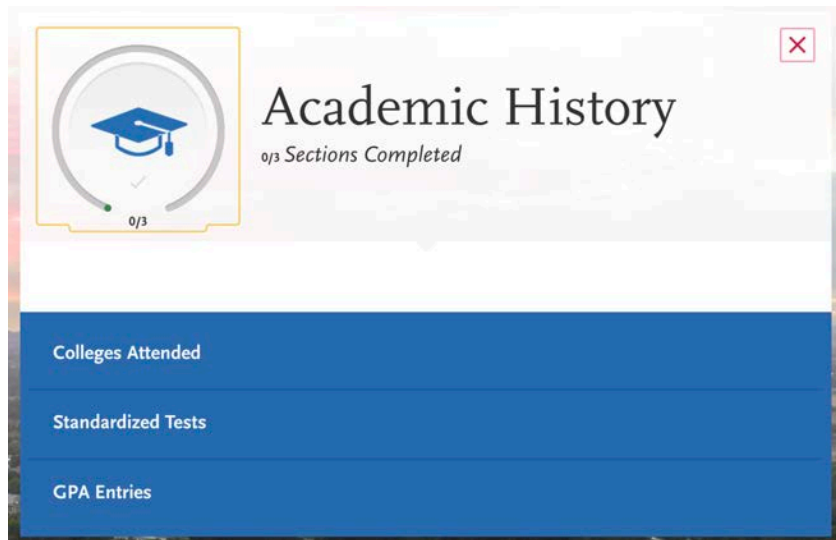 Academic History
0/3 Sections Completed
0/3
Colleges Attended
Standardized Tests
GPA Entries